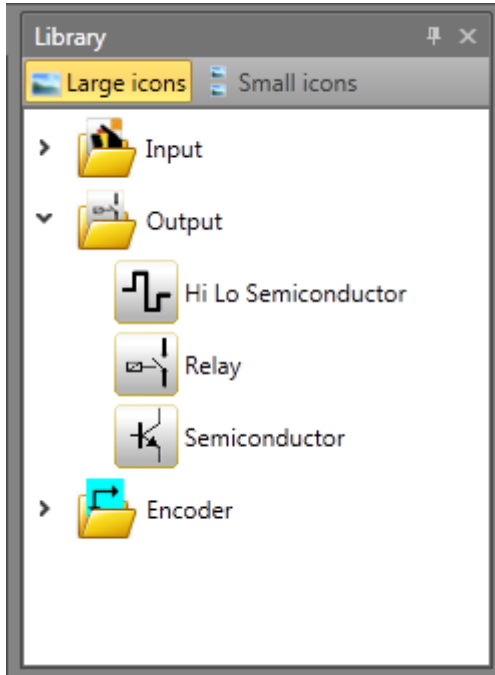 Library
Large icons Small icons
Input
Output
Hi Lo Semiconductor
Relay
Semiconductor
Encoder